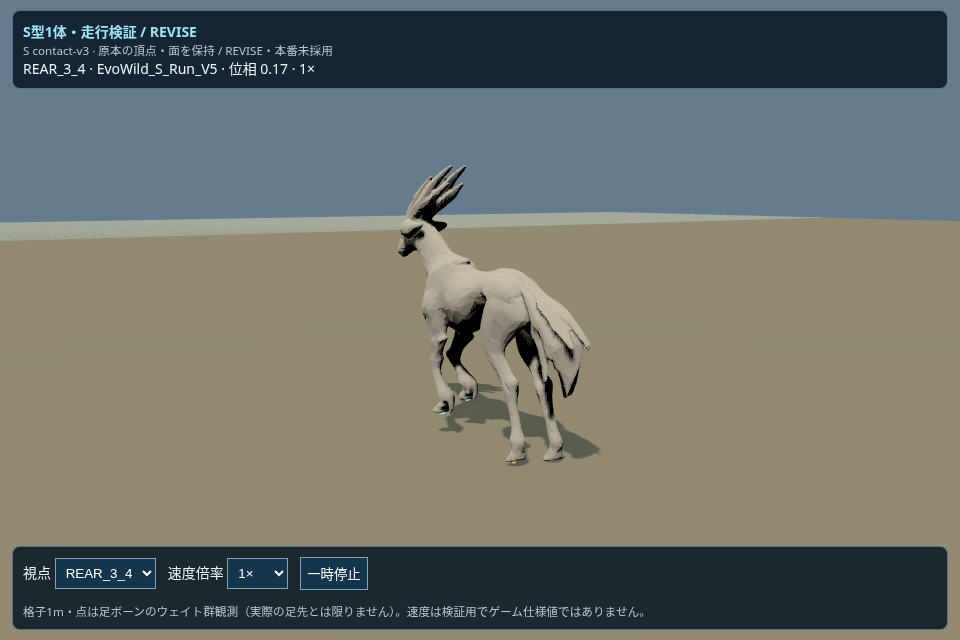 S型1体・走行検証 / REVISE
S contact-v3 · 原本の頂点・面を保持 / REVISE・本番未採用
REAR_3_4 · EvoWild_S_Run_V5 · 位相 0.17 · 1×
視点 REAR_3_4 速度倍率 1× 一時停止
格子1m・点は足ボーンのウェイト群観測（実際の足先とは限りません）。速度は検証用でゲーム仕様値ではありません。